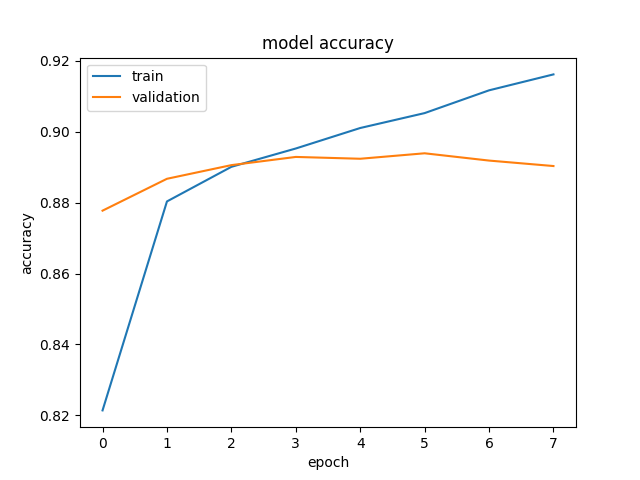 model accuracy
train
validation
accuracy
0.92
0.90
0.88
0.86
0.84
0.82
0 1 2 3 4 5 6 7
epoch